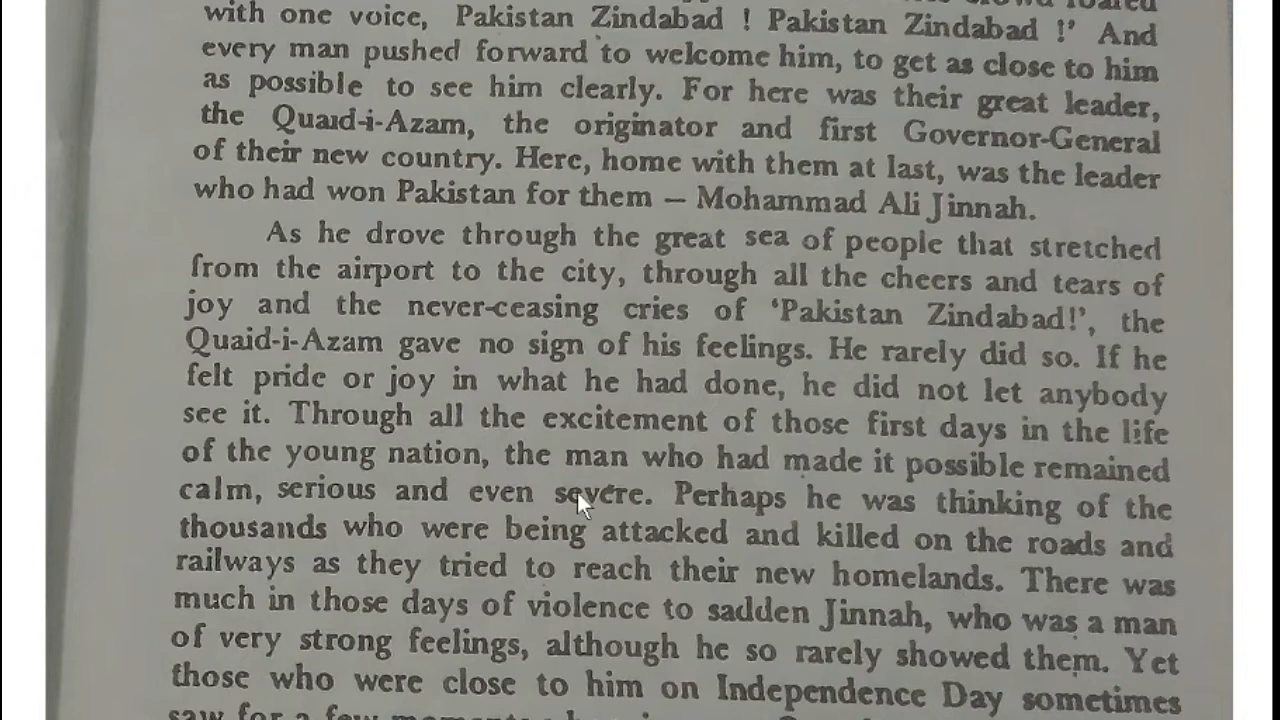 roared
with one voice, Pakistan Zindabad ! Pakistan Zindabad !' And
every man pushed forward to welcome him, to get as close to him
as possible to see him clearly. For here was their great leader,
the Quaid-i-Azam, the originator and first Governor-General
of their new country. Here, home with them at last, was the leader
who had won Pakistan for them — Mohammad Ali Jinnah.
As he drove through the great sea of people that stretched
from the airport to the city, through all the cheers and tears of
joy and the never-ceasing cries of 'Pakistan Zindabad!', the
Quaid-i-Azam gave no sign of his feelings. He rarely did so. If he
felt pride or joy in what he had done, he did not let anybody
see it. Through all the excitement of those first days in the life
of the young nation, the man who had made it possible remained
calm, serious and even severe. Perhaps he was thinking of the
thousands who were being attacked and killed on the roads and
railways as they tried to reach their new homelands. There was
much in those days of violence to sadden Jinnah, who was a man
of very strong feelings, although he so rarely showed them. Yet
those who were close to him on Independence Day sometimes
saw for a few moments